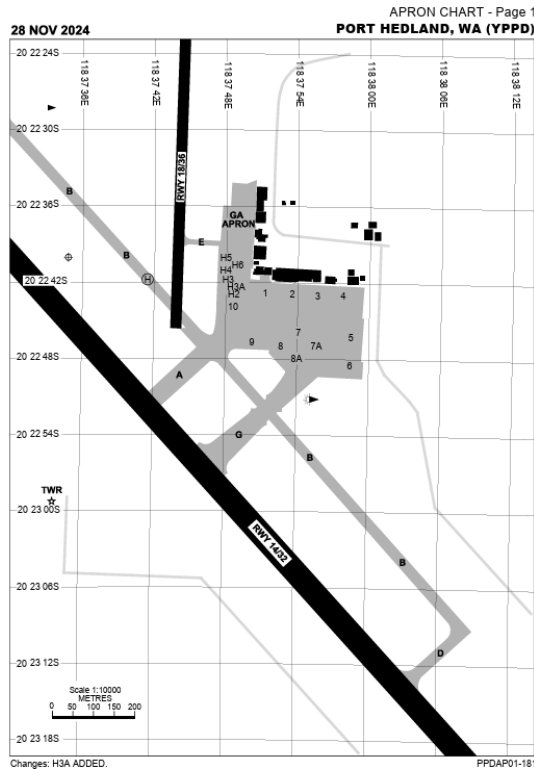 APRON CHART - Page 1
28 NOV 2024
PORT HEDLAND, WA (YPPD)
20 22 24S
118 37 36E
118 37 42E
118 37 48E
118 37 54E
118 38 00E
118 38 06E
118 38 12E
20 22 30S
RWY 18/36
B
20 22 36S
GA
APRON
E
B
H5
H6
H4
20 22 42S
H
H3
H3A
H2
1
2
3
4
10
7
5
9
8
7A
20 22 48S
8A
6
A
20 22 54S
G
B
TWR
20 23 00S
RWY 14/32
B
20 23 06S
D
20 23 12S
Scale 1:10000
METRES
0 50 100 150 200
20 23 18S
Changes: H3A ADDED.
PPDAP01-181